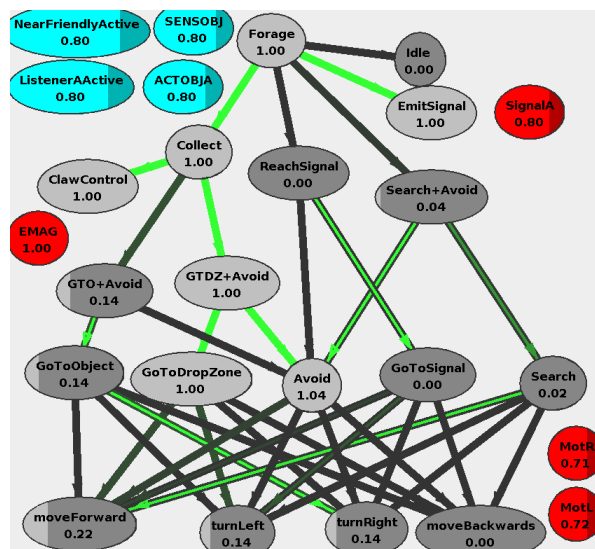 NearFriendlyActive
0.80
SENSOBJ
0.80
Forage
1.00
Idle
0.00
ListenerAActive
0.80
ACTOBJA
0.80
EmitSignal
1.00
SignalA
0.80
Collect
1.00
ReachSignal
0.00
ClawControl
1.00
Search+Avoid
0.04
EMAG
1.00
GTO+Avoid
0.14
GTDZ+Avoid
1.00
GoToObject
0.14
GoToDropZone
1.00
Avoid
1.04
GoToSignal
0.00
Search
0.02
MotR
0.71
MotL
0.72
moveForward
0.22
turnLeft
0.14
turnRight
0.14
moveBackwards
0.00